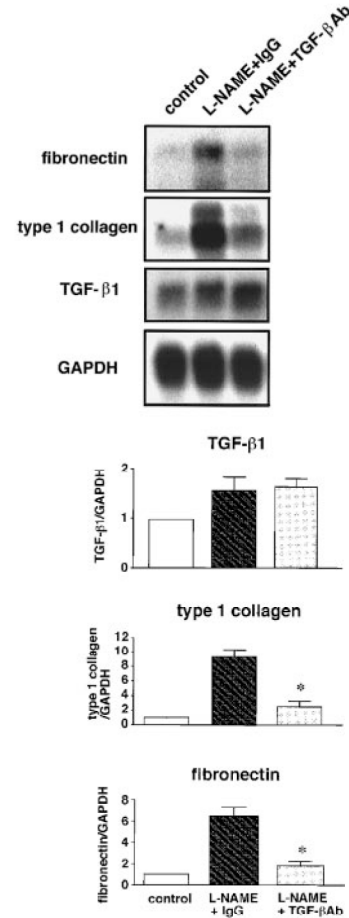 control
L-NAME+IgG
L-NAME+TGF-βAb
fibronectin
type 1 collagen
TGF-β1
GAPDH
TGF-β1
TGF-β1/GAPDH
2
1
0
type 1 collagen
type 1 collagen
/GAPDH
12
10
8
6
4
2
0
*
fibronectin
fibronectin/GAPDH
8
6
4
2
0
*
control
L-NAME
+ IgG
L-NAME
+ TGF-βAb